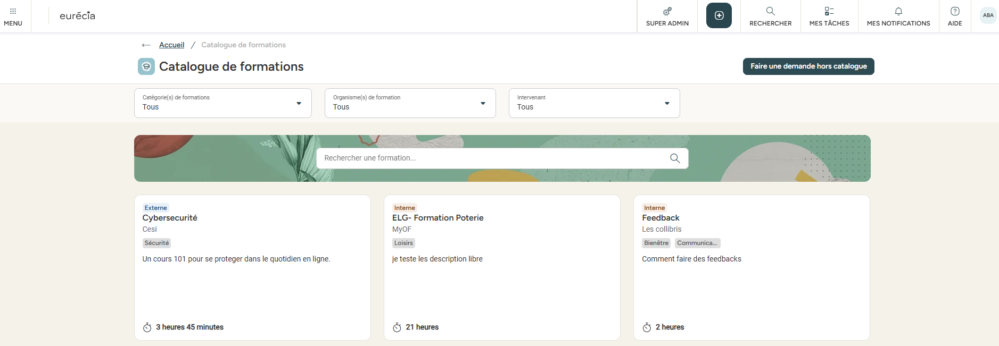 MENU
eurécia
SUPER ADMIN
RECHERCHER
MES TÂCHES
MES NOTIFICATIONS
AIDE
ABA
Accueil / Catalogue de formations
Catalogue de formations
Faire une demande hors catalogue
Catégorie(s) de formations
Tous
Organisme(s) de formation
Tous
Intervenant
Tous
Rechercher une formation...
Externe
Cybersecurité
Cesi
Sécurité
Un cours 101 pour se proteger dans le quotidien en ligne.
3 heures 45 minutes
Interne
ELG- Formation Poterie
MyOF
Loisirs
je teste les description libre
21 heures
Interne
Feedback
Les collibris
Bienêtre Communica...
Comment faire des feedbacks
2 heures